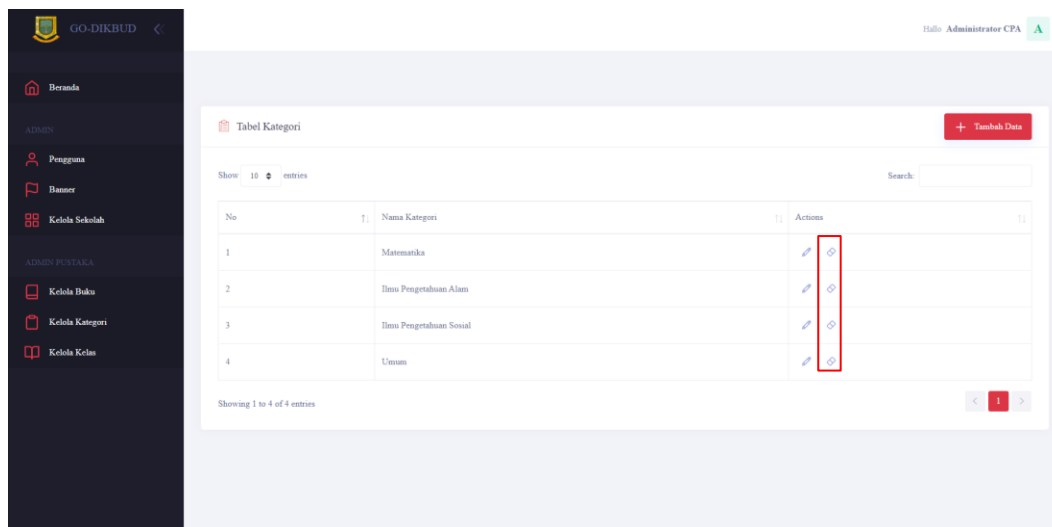 GO-DIKBUD
Hallo Administrator CPA A
Beranda
ADMIN
Pengguna
Banner
Kelola Sekolah
ADMIN PUSTAKA
Kelola Buku
Kelola Kategori
Kelola Kelas
Tabel Kategori
+ Tambah Data
Show 10 entries
Search:
No Nama Kategori Actions
1 Matematika
2 Ilmu Pengetahuan Alam
3 Ilmu Pengetahuan Sosial
4 Umum
Showing 1 to 4 of 4 entries
< 1 >